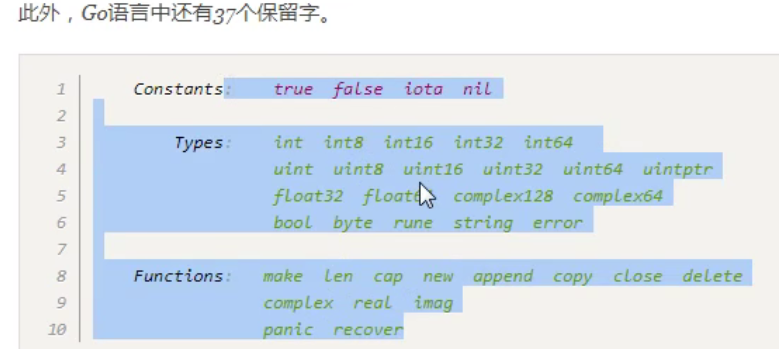 此外，Go语言中还有37个保留字。
1 Constants: true false iota nil
2
3 Types: int int8 int16 int32 int64
4 uint uint8 uint16 uint32 uint64 uintptr
5 float32 complex128 complex64
6 bool byte rune string error
7
8 Functions: make len cap new append copy close delete
9 complex real imag
10 panic recover